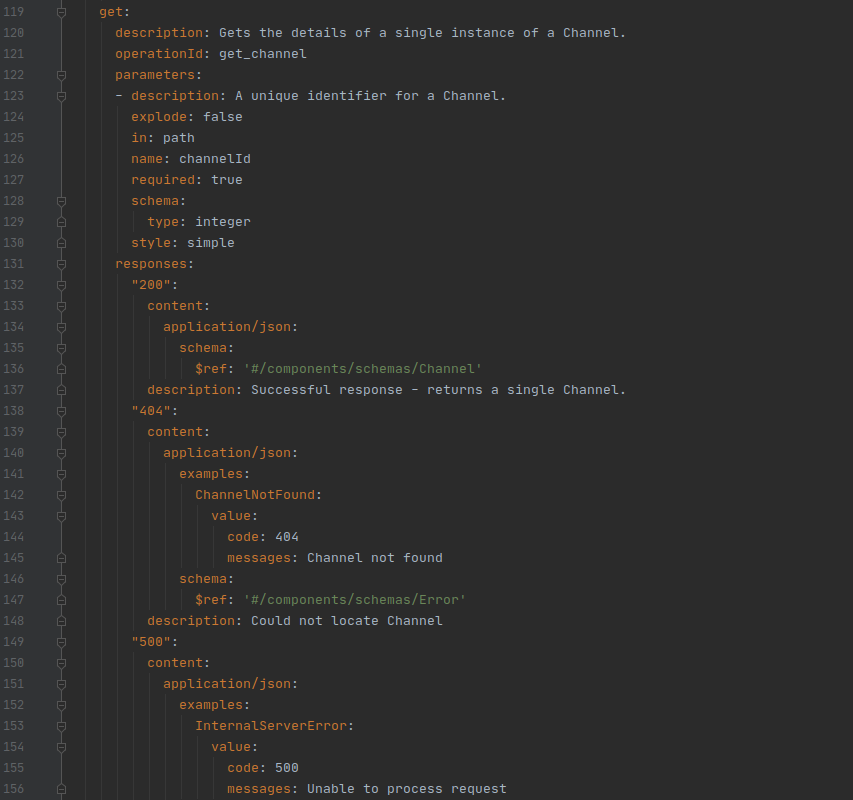 119 get:
120 description: Gets the details of a single instance of a Channel.
121 operationId: get_channel
122 parameters:
123 - description: A unique identifier for a Channel.
124 explode: false
125 in: path
126 name: channelId
127 required: true
128 schema:
129 type: integer
130 style: simple
131 responses:
132 "200":
133 content:
134 application/json:
135 schema:
136 $ref: '#/components/schemas/Channel'
137 description: Successful response - returns a single Channel.
138 "404":
139 content:
140 application/json:
141 examples:
142 ChannelNotFound:
143 value:
144 code: 404
145 messages: Channel not found
146 schema:
147 $ref: '#/components/schemas/Error'
148 description: Could not locate Channel
149 "500":
150 content:
151 application/json:
152 examples:
153 InternalServerError:
154 value:
155 code: 500
156 messages: Unable to process request